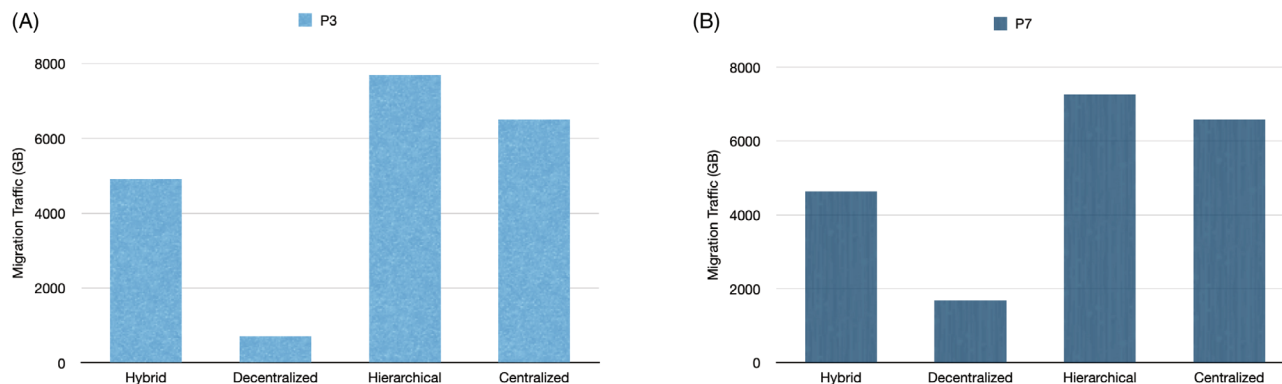 (A)
P3
Migration Traffic (GB)
8000
6000
4000
2000
0
Hybrid Decentralized Hierarchical Centralized
(B)
P7
Migration Traffic (GB)
8000
6000
4000
2000
0
Hybrid Decentralized Hierarchical Centralized